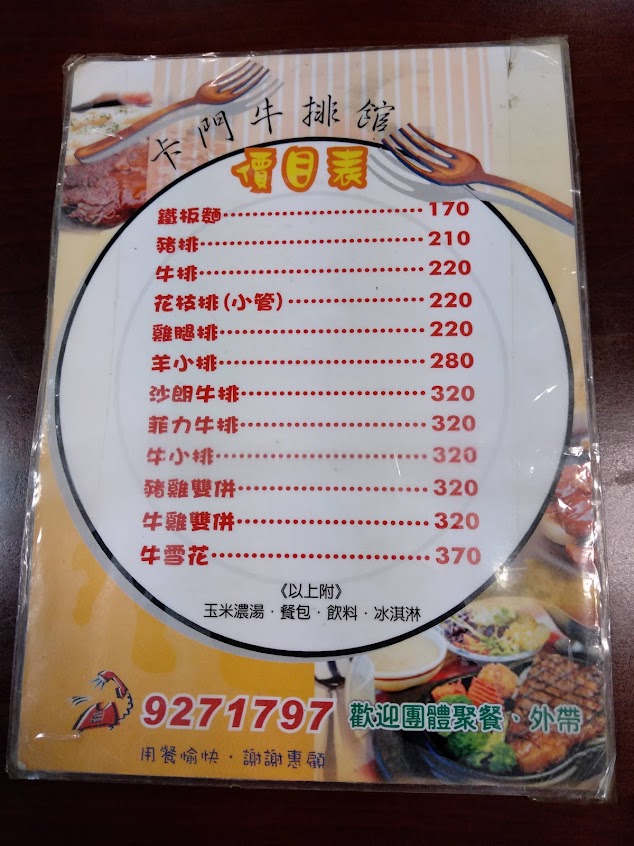 卡門牛排館
價目表
鐵板麵……………………170
豬排……………………210
牛排……………………220
花枝排(小管)……………………220
雞腿排……………………220
羊小排……………………280
沙朗牛排……………………320
菲力牛排……………………320
牛小排……………………320
豬雞雙併……………………320
牛雞雙併……………………320
牛雪花……………………370
《以上附》
玉米濃湯·餐包·飲料·冰淇淋
9271797 歡迎團體聚餐、外帶
用餐愉快·謝謝惠顧